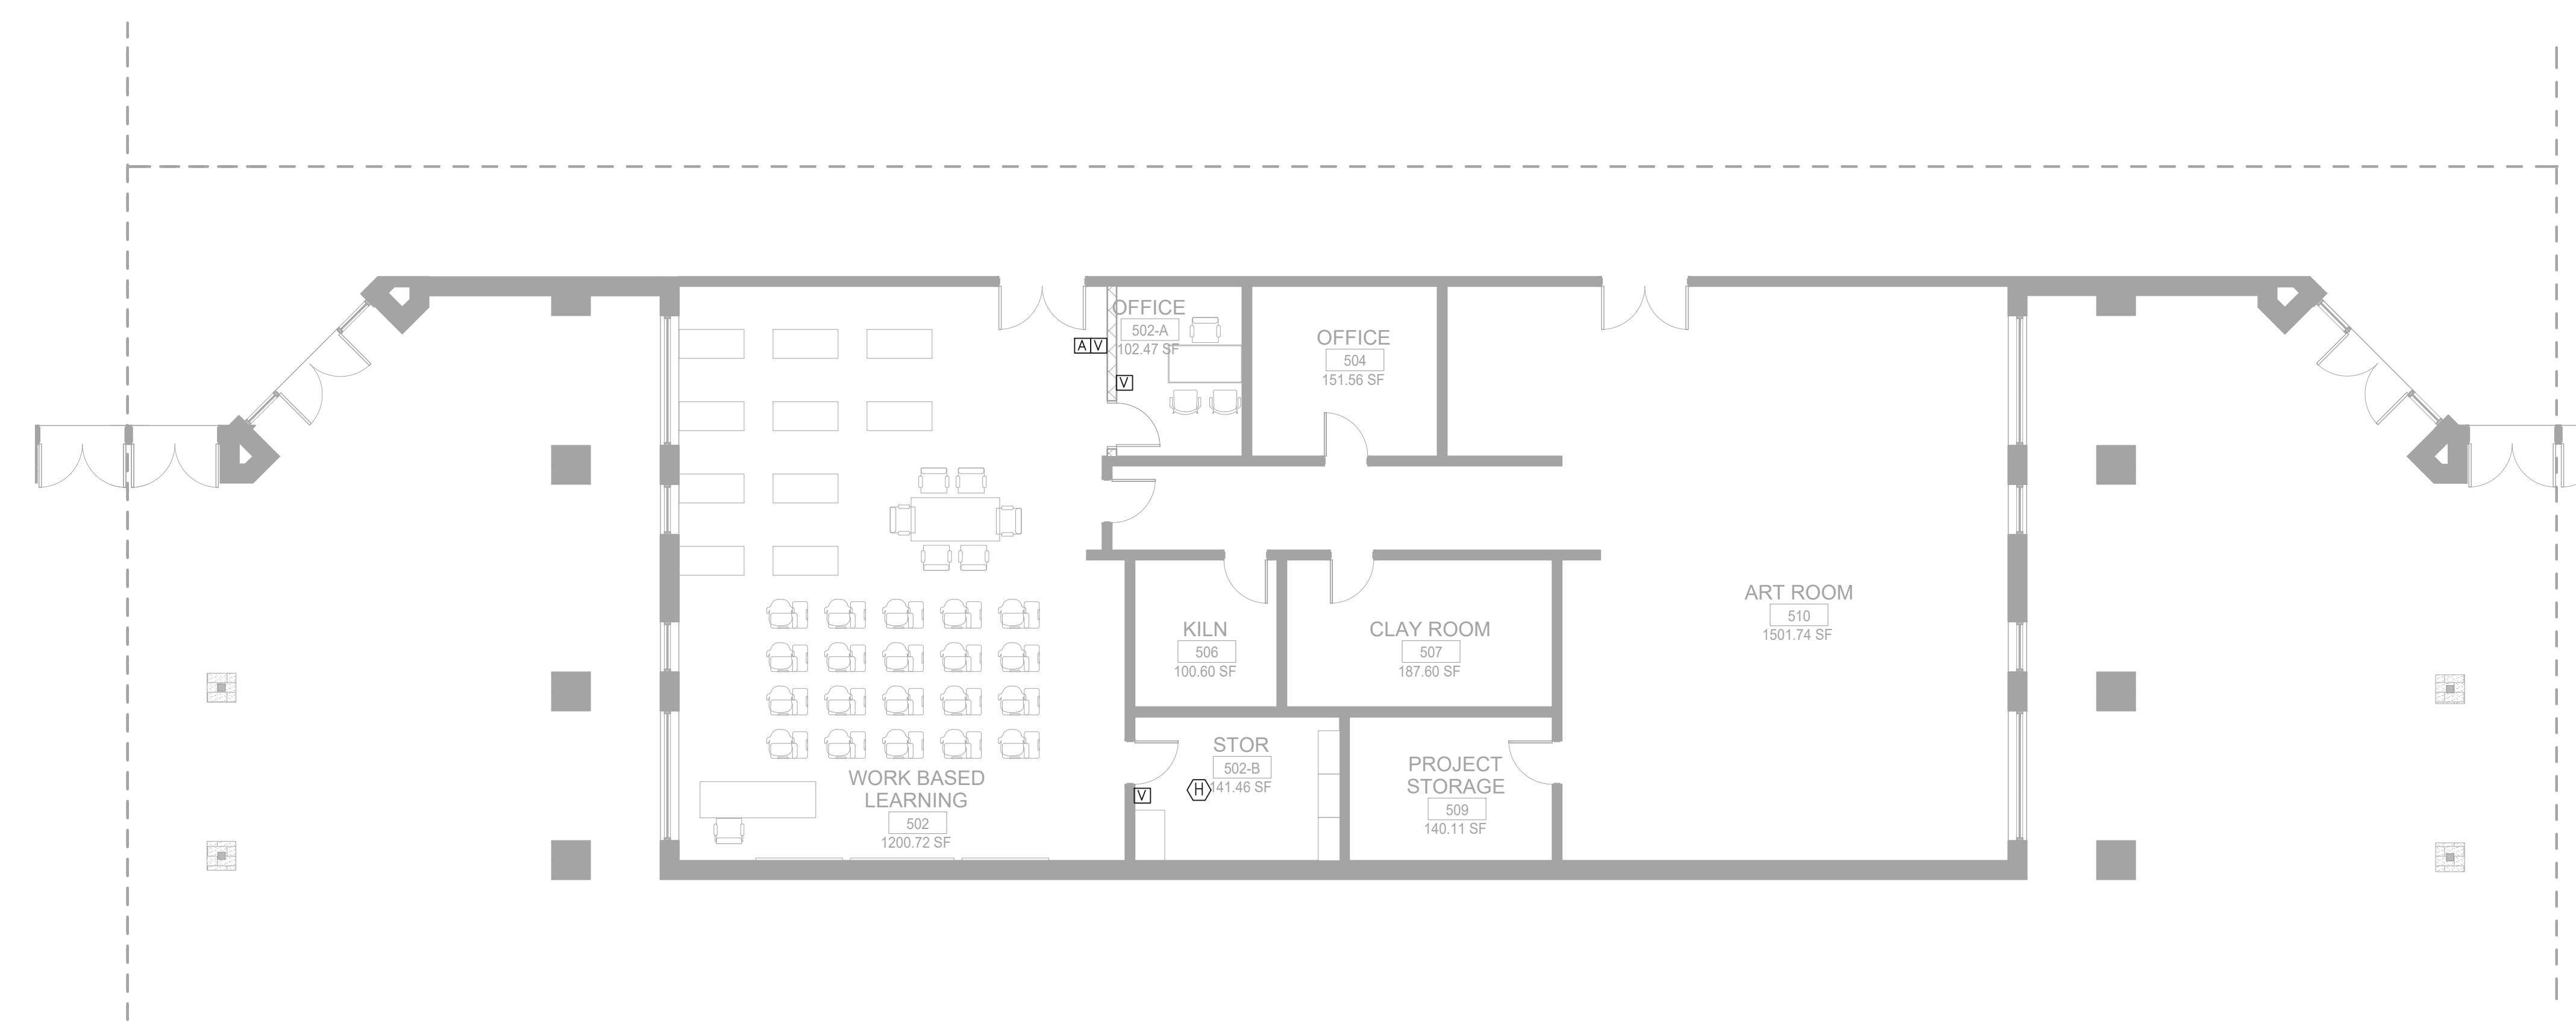 OFFICE
502-A
102.47 SF
A V
V
OFFICE
504
151.56 SF
ART ROOM
510
1501.74 SF
KILN
506
100.60 SF
CLAY ROOM
507
187.60 SF
STOR
502-B
141.46 SF
V
H
PROJECT
STORAGE
509
140.11 SF
WORK BASED
LEARNING
502
1200.72 SF